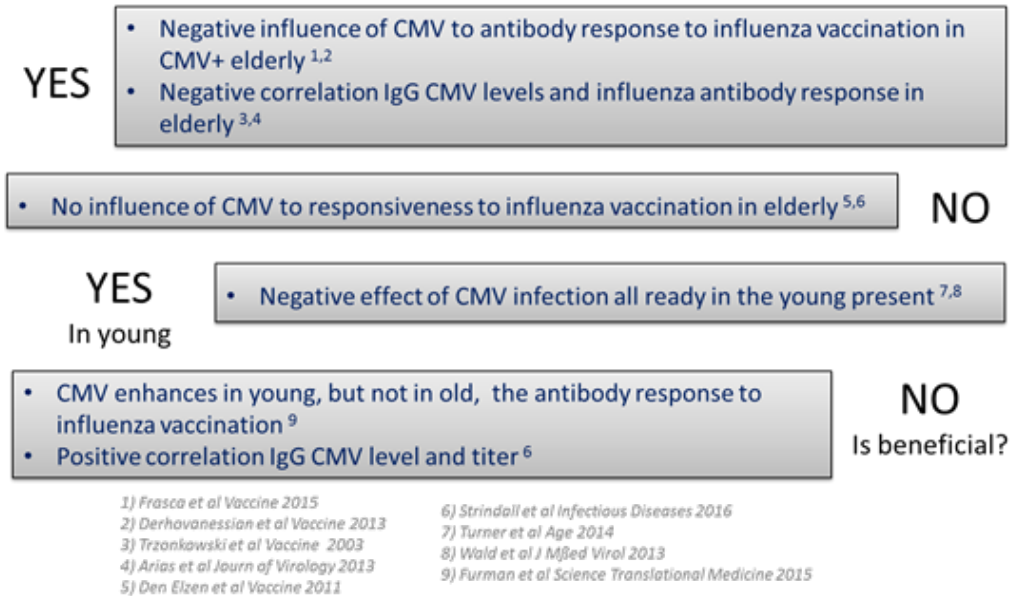 YES
• Negative influence of CMV to antibody response to influenza vaccination in
CMV+ elderly 1,2
• Negative correlation IgG CMV levels and influenza antibody response in
elderly 3,4
• No influence of CMV to responsiveness to influenza vaccination in elderly 5,6
NO
YES
In young
• Negative effect of CMV infection all ready in the young present 7,8
• CMV enhances in young, but not in old, the antibody response to
influenza vaccination 9
• Positive correlation IgG CMV level and titer 6
NO
Is beneficial?
1) Frasca et al Vaccine 2015
2) Derhovanessian et al Vaccine 2013
3) Trzonkowski et al Vaccine 2003
4) Arias et al Journ of Virology 2013
5) Den Elzen et al Vaccine 2011
6) Strindall et al Infectious Diseases 2016
7) Turner et al Age 2014
8) Wald et al J Mßed Virol 2013
9) Furman et al Science Translational Medicine 2015